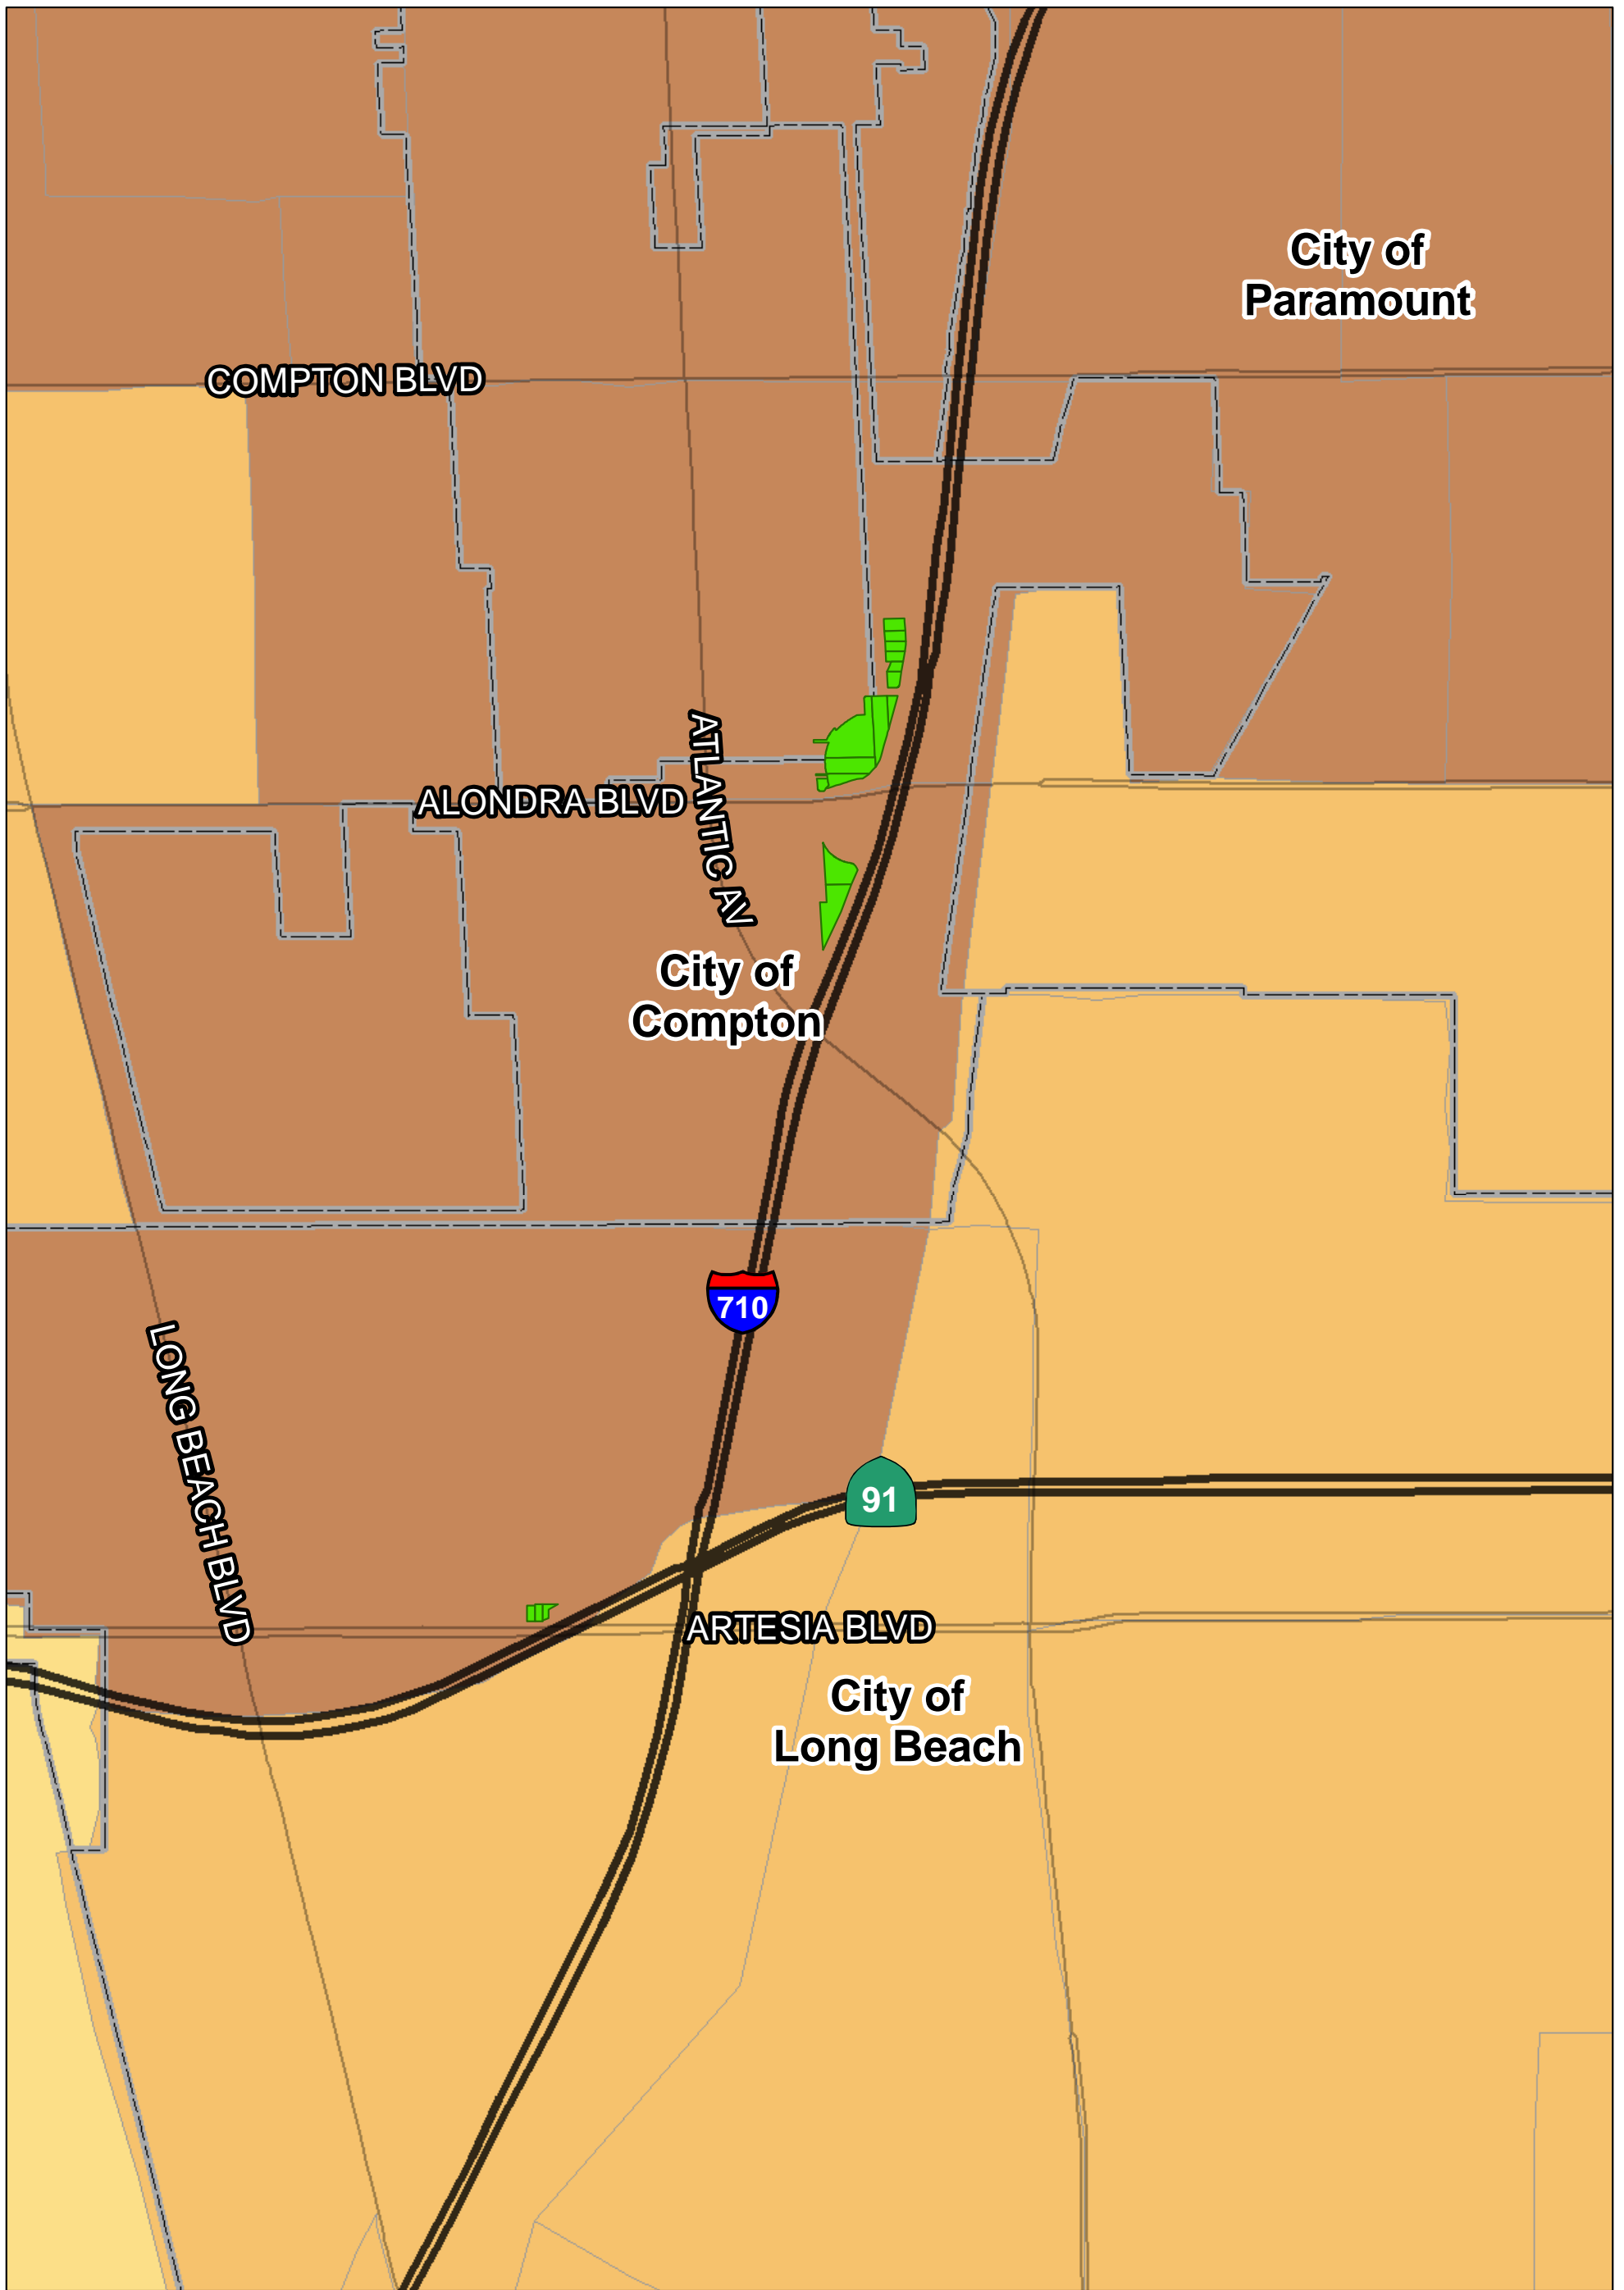 City of
Paramount
COMPTON BLVD
ATLANTIC AV
ALONDRA BLVD
City of
Compton
710
LONG BEACH BLVD
91
ARTESIA BLVD
City of
Long Beach